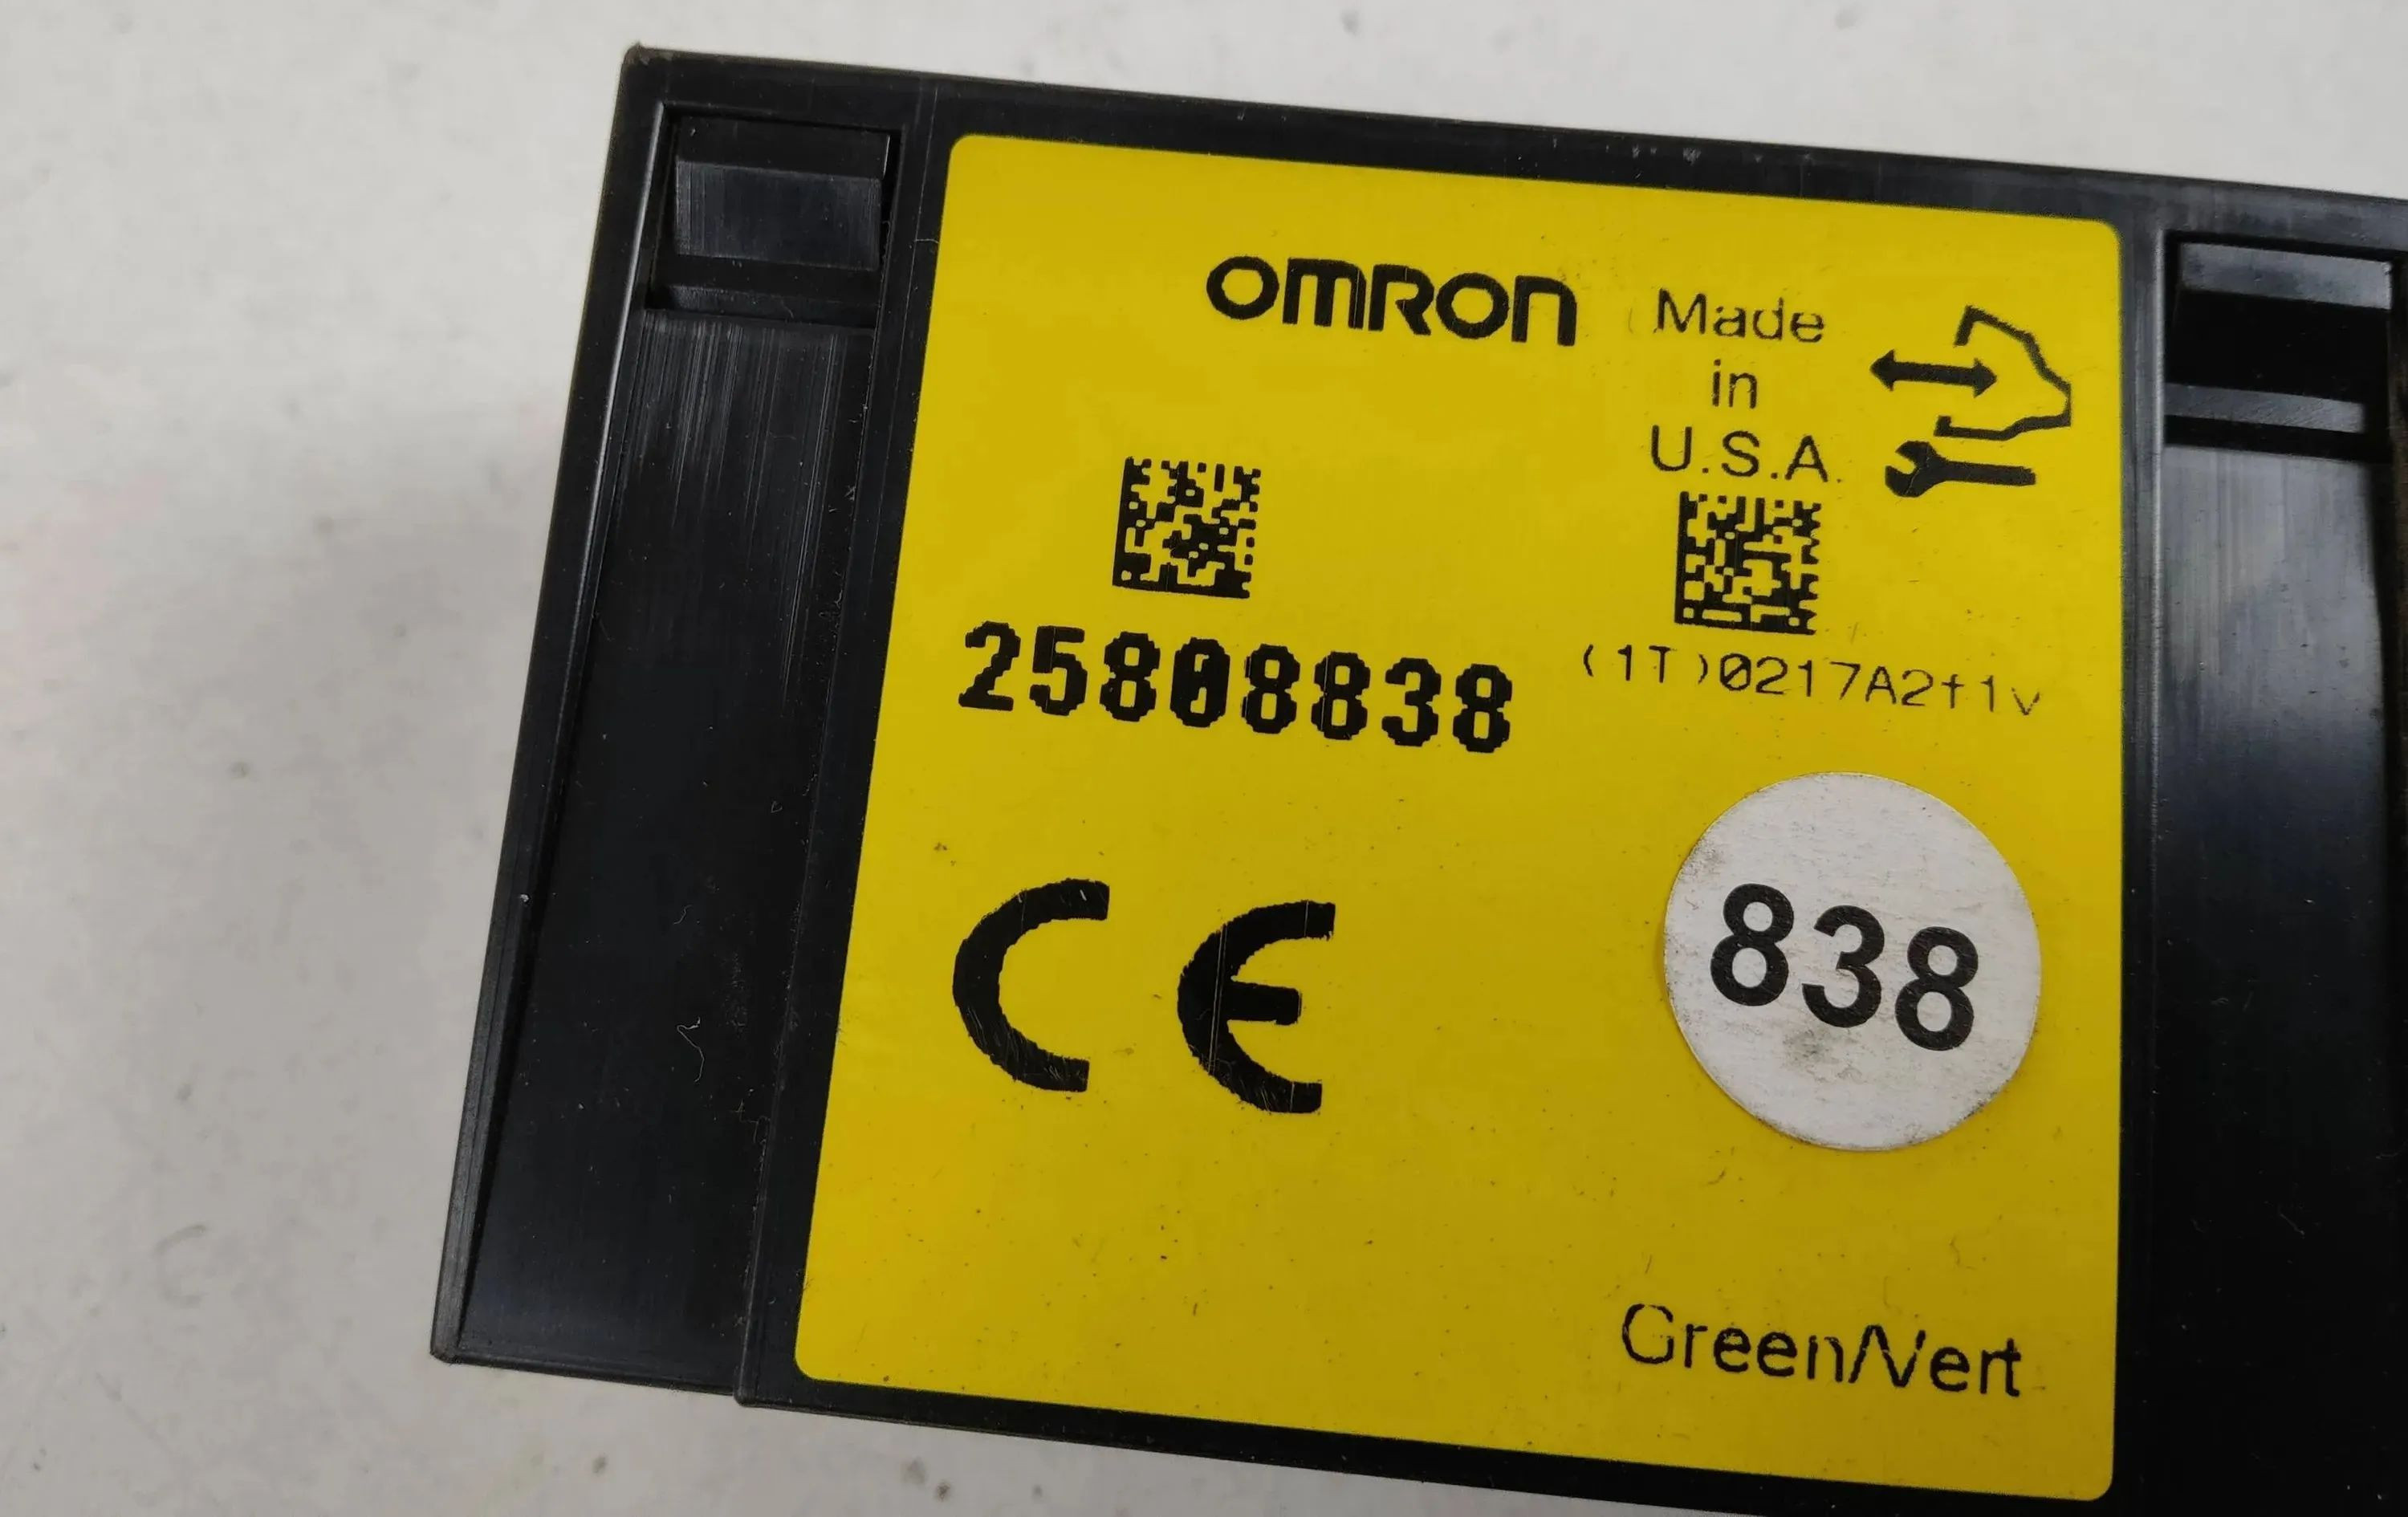 OMRON
Made
in
U.S.A.
25808838
(1T)0217A2f1v
CE
838
Green/Vert